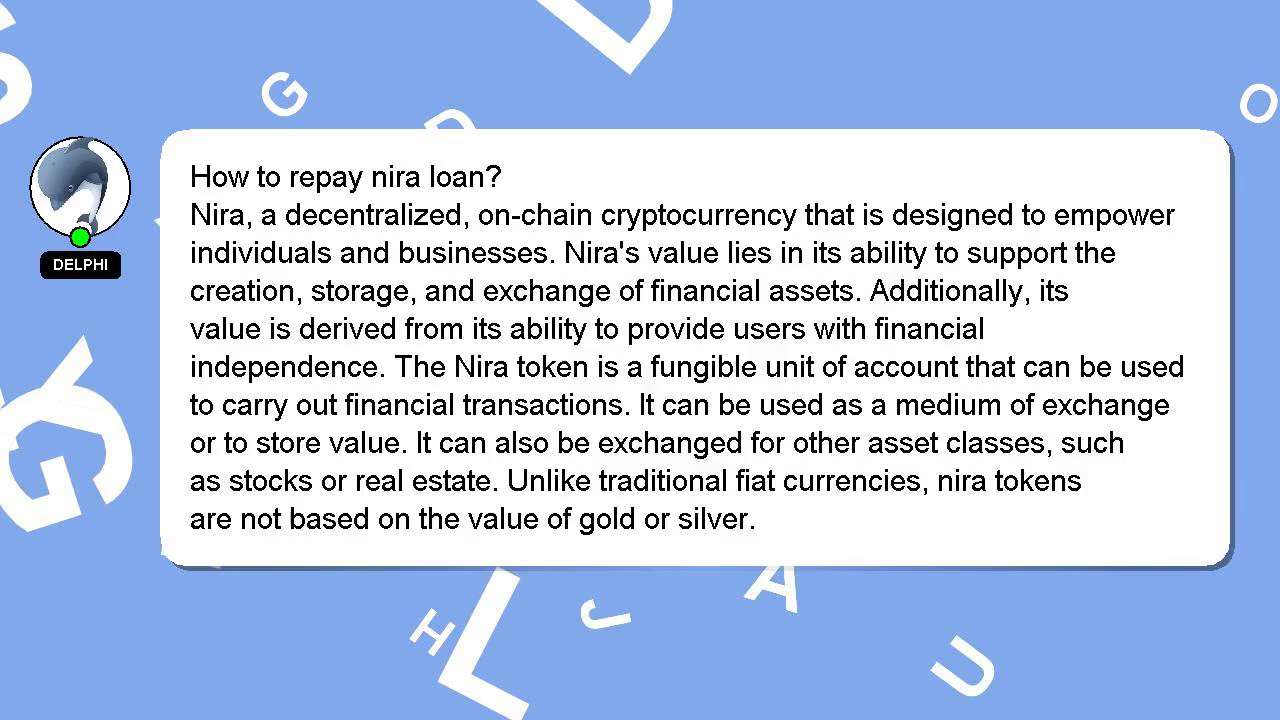 DELPHI
How to repay nira loan?
Nira, a decentralized, on-chain cryptocurrency that is designed to empower
individuals and businesses. Nira's value lies in its ability to support the
creation, storage, and exchange of financial assets. Additionally, its
value is derived from its ability to provide users with financial
independence. The Nira token is a fungible unit of account that can be used
to carry out financial transactions. It can be used as a medium of exchange
or to store value. It can also be exchanged for other asset classes, such
as stocks or real estate. Unlike traditional fiat currencies, nira tokens
are not based on the value of gold or silver.
G
D
D
O
S
Y
G
H
L
J
A
U